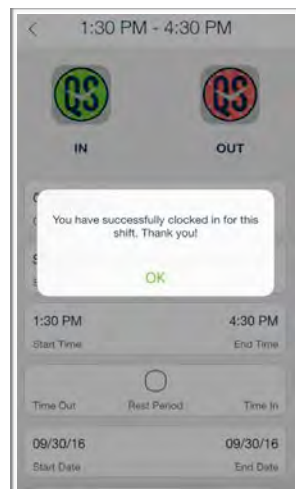 1:30 PM - 4:30 PM
QS QS
IN OUT
You have successfully clocked in for this
shift. Thank you!
OK
1:30 PM 4:30 PM
Start Time End Time
Time Out Rest Period Time In
09/30/16 09/30/16
Start Date End Date